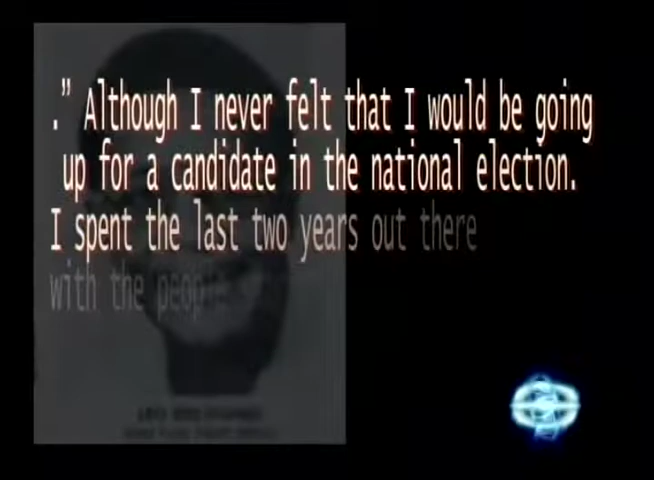 ." Although I never felt that I would be going
up for a candidate in the national election.
I spent the last two years out there
with the people